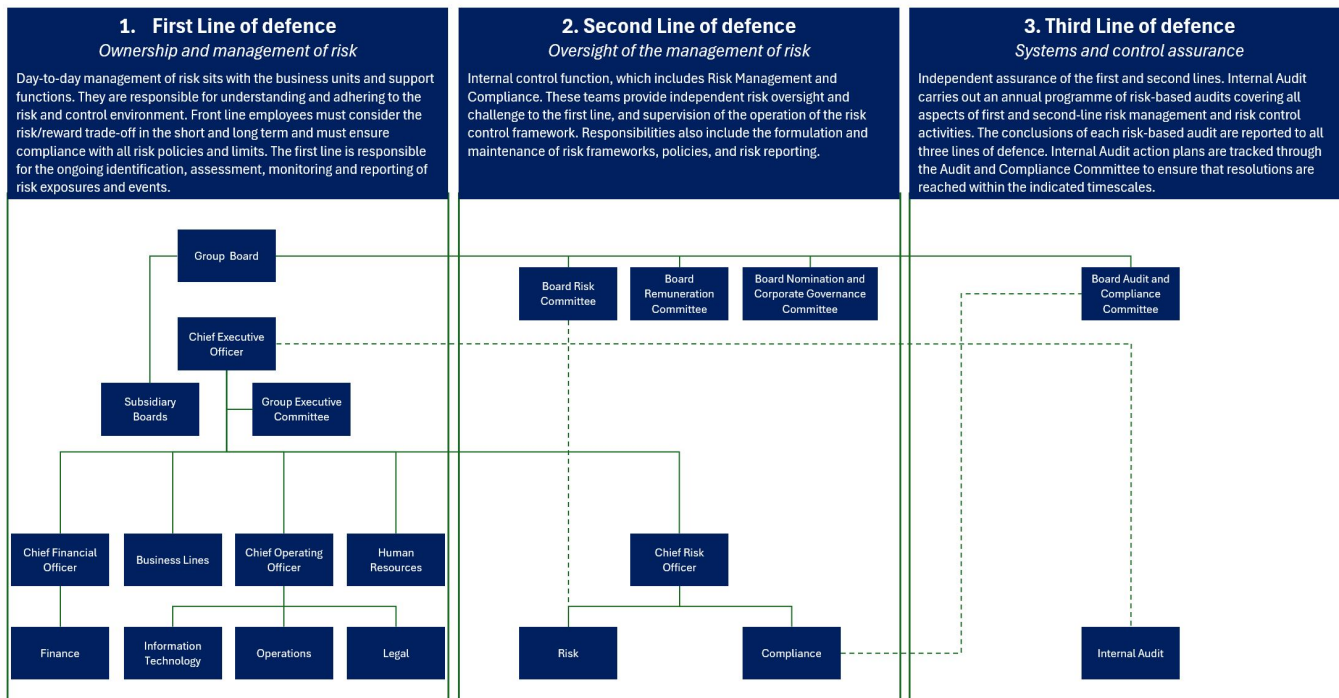 1. First Line of defence
Ownership and management of risk
Day-to-day management of risk sits with the business units and support
functions. They are responsible for understanding and adhering to the
risk and control environment. Front line employees must consider the
risk/reward trade-off in the short and long term and must ensure
compliance with all risk policies and limits. The first line is responsible
for the ongoing identification, assessment, monitoring and reporting of
risk exposures and events.
2. Second Line of defence
Oversight of the management of risk
Internal control function, which includes Risk Management and
Compliance. These teams provide independent risk oversight and
challenge to the first line, and supervision of the operation of the risk
control framework. Responsibilities also include the formulation and
maintenance of risk frameworks, policies, and risk reporting.
3. Third Line of defence
Systems and control assurance
Independent assurance of the first and second lines. Internal Audit
carries out an annual programme of risk-based audits covering all
aspects of first and second-line risk management and risk control
activities. The conclusions of each risk-based audit are reported to all
three lines of defence. Internal Audit action plans are tracked through
the Audit and Compliance Committee to ensure that resolutions are
reached within the indicated timescales.
Group Board
Board Risk
Committee
Board
Remuneration
Committee
Board Nomination and
Corporate Governance
Committee
Board Audit and
Compliance
Committee
Chief Executive
Officer
Subsidiary
Boards
Group Executive
Committee
Chief Financial
Officer
Business Lines
Chief Operating
Officer
Human
Resources
Chief Risk
Officer
Finance
Information
Technology
Operations
Legal
Risk
Compliance
Internal Audit